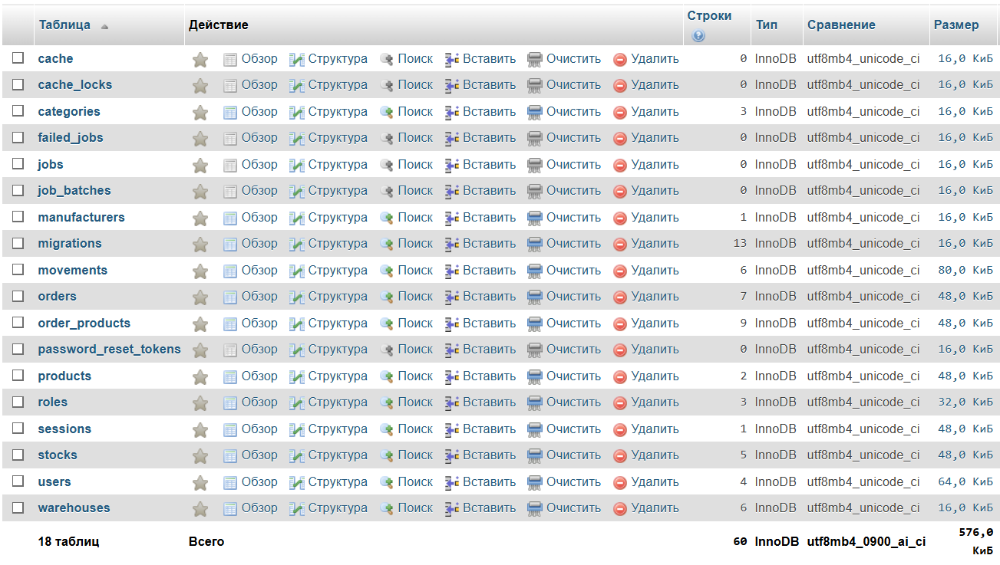 Таблица Действие Строки Тип Сравнение Размер
cache Обзор Структура Поиск Вставить Очистить Удалить 0 InnoDB utf8mb4_unicode_ci 16,0 КиБ
cache_locks Обзор Структура Поиск Вставить Очистить Удалить 0 InnoDB utf8mb4_unicode_ci 16,0 КиБ
categories Обзор Структура Поиск Вставить Очистить Удалить 3 InnoDB utf8mb4_unicode_ci 16,0 КиБ
failed_jobs Обзор Структура Поиск Вставить Очистить Удалить 0 InnoDB utf8mb4_unicode_ci 16,0 КиБ
jobs Обзор Структура Поиск Вставить Очистить Удалить 0 InnoDB utf8mb4_unicode_ci 16,0 КиБ
job_batches Обзор Структура Поиск Вставить Очистить Удалить 0 InnoDB utf8mb4_unicode_ci 16,0 КиБ
manufacturers Обзор Структура Поиск Вставить Очистить Удалить 1 InnoDB utf8mb4_unicode_ci 16,0 КиБ
migrations Обзор Структура Поиск Вставить Очистить Удалить 13 InnoDB utf8mb4_unicode_ci 16,0 КиБ
movements Обзор Структура Поиск Вставить Очистить Удалить 6 InnoDB utf8mb4_unicode_ci 80,0 КиБ
orders Обзор Структура Поиск Вставить Очистить Удалить 7 InnoDB utf8mb4_unicode_ci 48,0 КиБ
order_products Обзор Структура Поиск Вставить Очистить Удалить 9 InnoDB utf8mb4_unicode_ci 48,0 КиБ
password_reset_tokens Обзор Структура Поиск Вставить Очистить Удалить 0 InnoDB utf8mb4_unicode_ci 16,0 КиБ
products Обзор Структура Поиск Вставить Очистить Удалить 2 InnoDB utf8mb4_unicode_ci 48,0 КиБ
roles Обзор Структура Поиск Вставить Очистить Удалить 3 InnoDB utf8mb4_unicode_ci 32,0 КиБ
sessions Обзор Структура Поиск Вставить Очистить Удалить 1 InnoDB utf8mb4_unicode_ci 48,0 КиБ
stocks Обзор Структура Поиск Вставить Очистить Удалить 5 InnoDB utf8mb4_unicode_ci 48,0 КиБ
users Обзор Структура Поиск Вставить Очистить Удалить 4 InnoDB utf8mb4_unicode_ci 64,0 КиБ
warehouses Обзор Структура Поиск Вставить Очистить Удалить 6 InnoDB utf8mb4_unicode_ci 16,0 КиБ
18 таблиц Всего 60 InnoDB utf8mb4_0900_ai_ci 576,0
КиБ